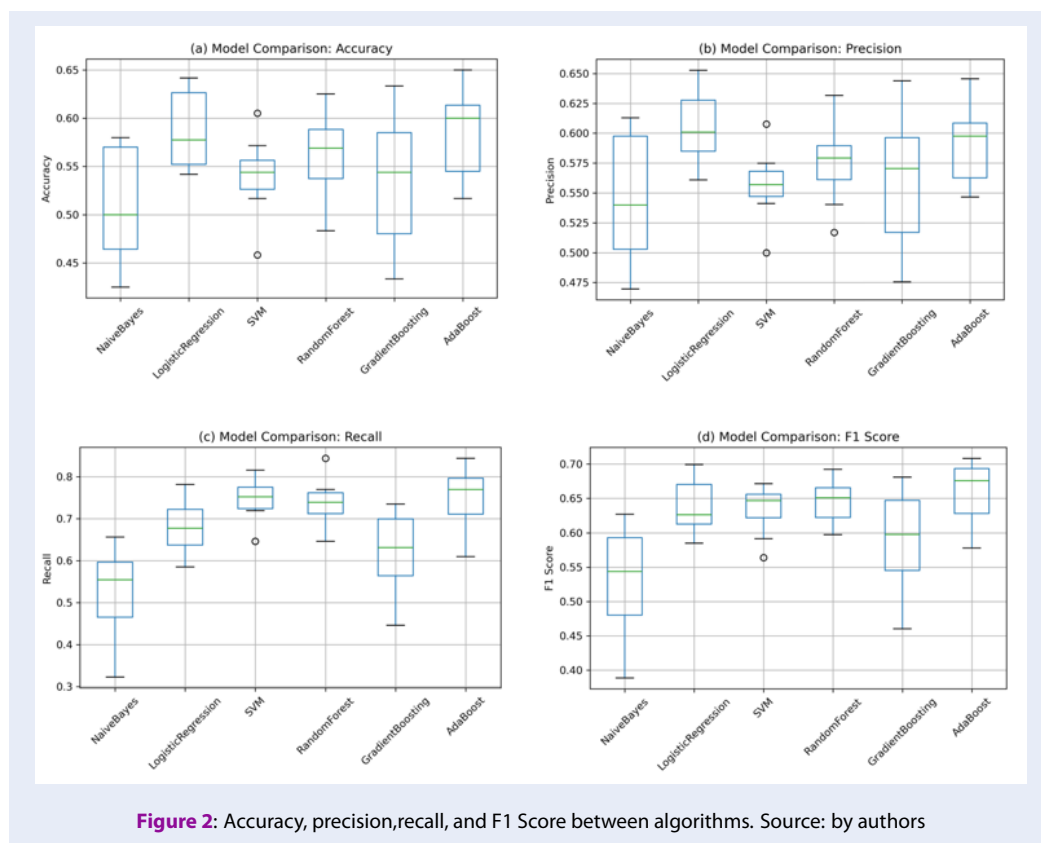 (a) Model Comparison: Accuracy
Accuracy
0.65
0.60
0.55
0.50
0.45
NaiveBayes
LogisticRegression
SVM
RandomForest
GradientBoosting
AdaBoost
(b) Model Comparison: Precision
Precision
0.650
0.625
0.600
0.575
0.550
0.525
0.500
0.475
NaiveBayes
LogisticRegression
SVM
RandomForest
GradientBoosting
AdaBoost
(c) Model Comparison: Recall
Recall
0.8
0.7
0.6
0.5
0.4
0.3
NaiveBayes
LogisticRegression
SVM
RandomForest
GradientBoosting
AdaBoost
(d) Model Comparison: F1 Score
F1 Score
0.70
0.65
0.60
0.55
0.50
0.45
0.40
NaiveBayes
LogisticRegression
SVM
RandomForest
GradientBoosting
AdaBoost
Figure 2: Accuracy, precision,recall, and F1 Score between algorithms. Source: by authors